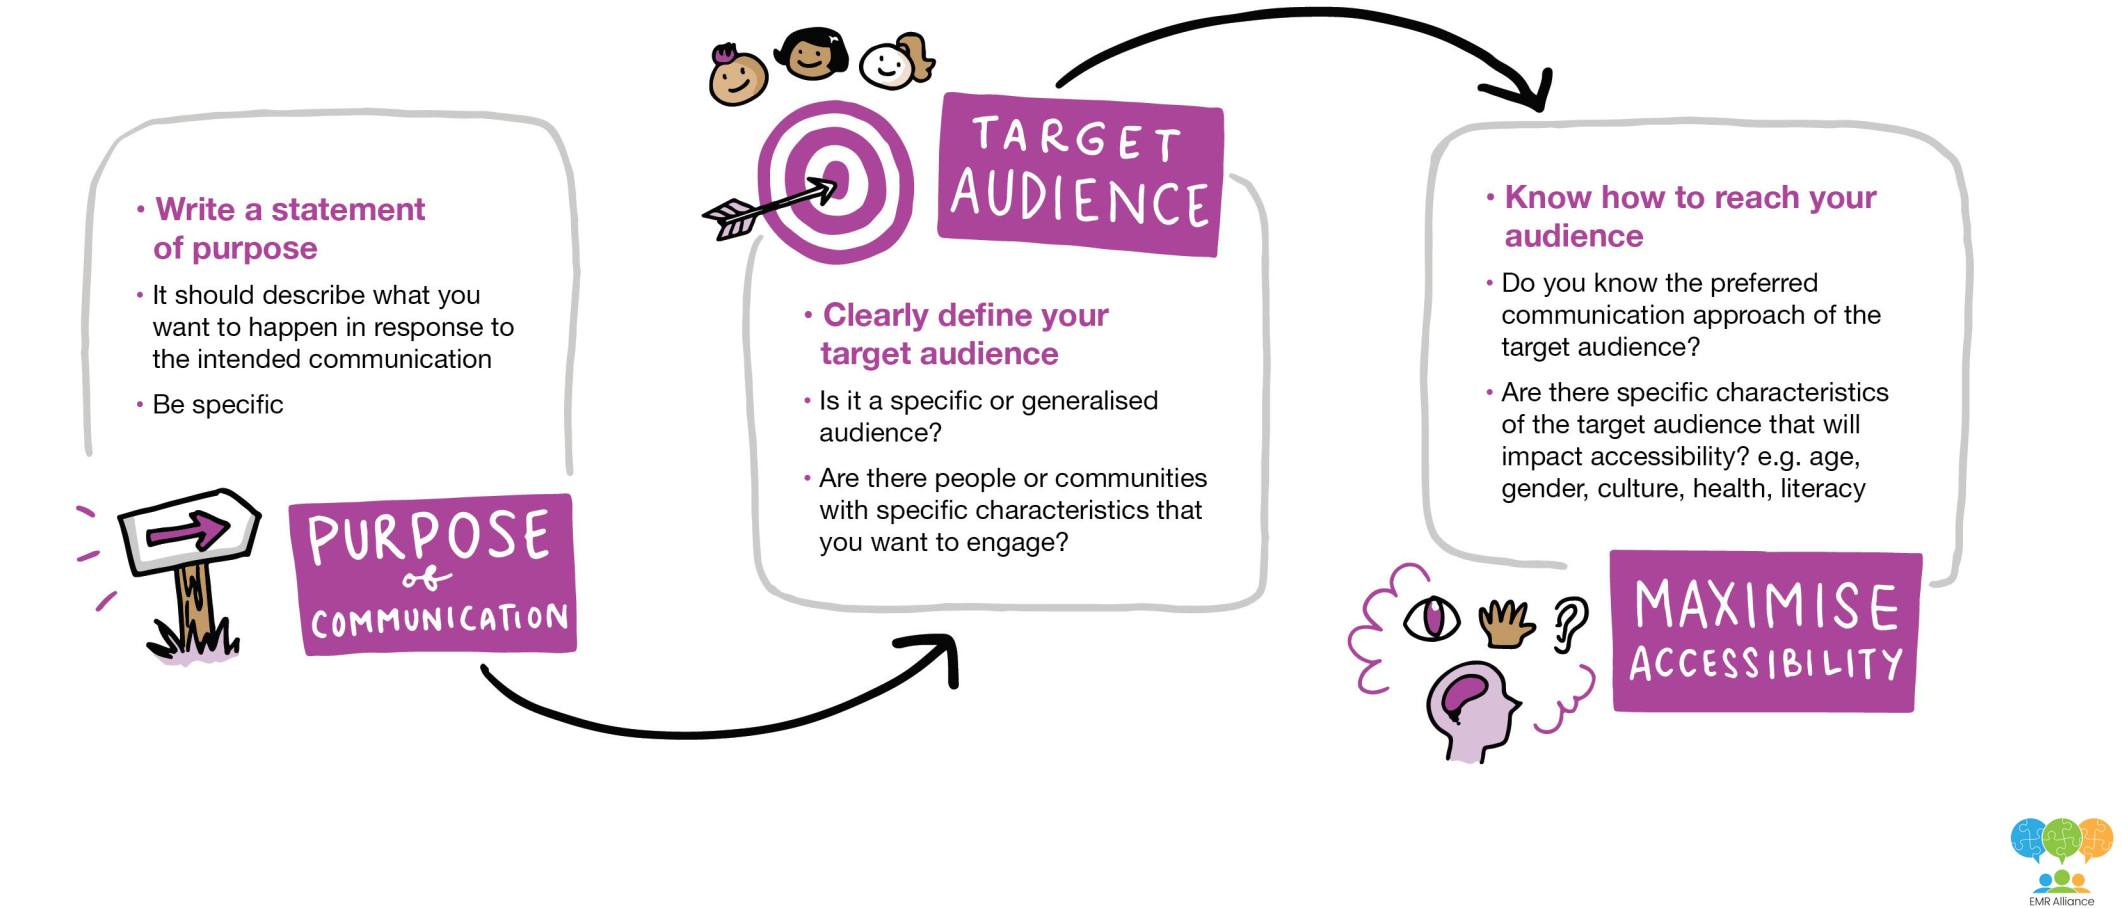 • Write a statement
of purpose
• It should describe what you
want to happen in response to
the intended communication
• Be specific
PURPOSE
of
COMMUNICATION
TARGET
AUDIENCE
• Clearly define your
target audience
• Is it a specific or generalised
audience?
• Are there people or communities
with specific characteristics that
you want to engage?
• Know how to reach your
audience
• Do you know the preferred
communication approach of the
target audience?
• Are there specific characteristics
of the target audience that will
impact accessibility? e.g. age,
gender, culture, health, literacy
MAXIMISE
ACCESSIBILITY
EMR Alliance